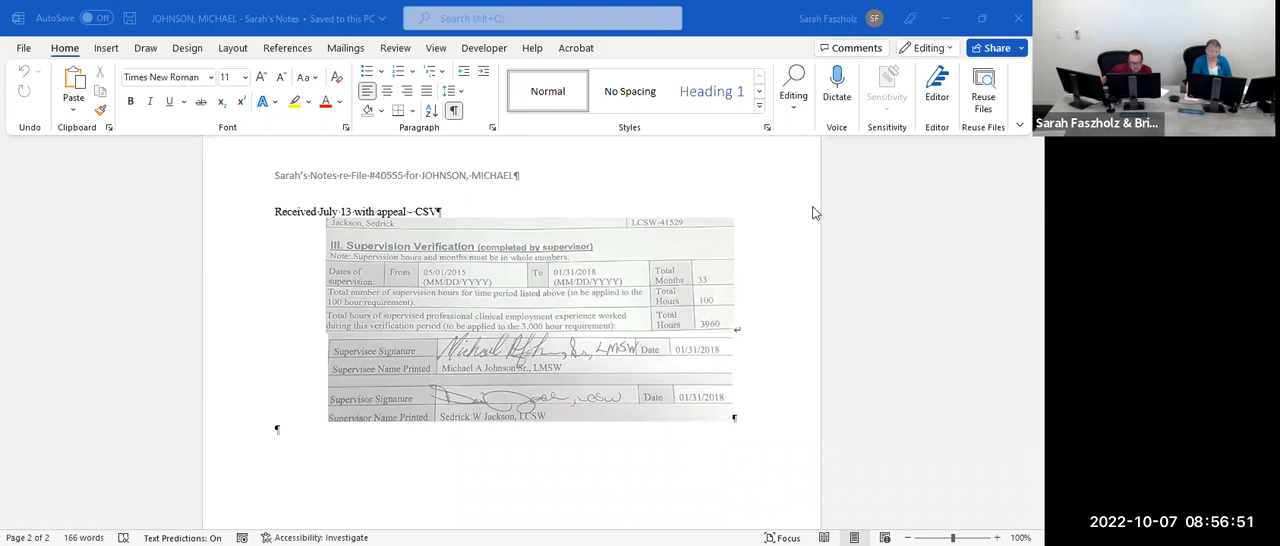 AutoSave Off JOHNSON, MICHAEL - Sarah's Notes • Saved to this PC Search (Alt+Q) Sarah Faszholz SF
File Home Insert Draw Design Layout References Mailings Review View Developer Help Acrobat Comments Editing Share
Times New Roman 11 Aa
Paste
B I U ab x₂ x² A A
Normal No Spacing Heading 1
Editing Dictate Sensitivity Editor Reuse Files
Undo Clipboard Font Paragraph Styles Voice Sensitivity Editor Reuse Files
Sarah Faszholz & Bri...
Sarah's·Notes·re·File·#40555·for·JOHNSON,·MICHAEL¶
Received·July·13·with·appeal·-·CSV¶
Jackson, Sedrick LCSW-41529
III. Supervision Verification (completed by supervisor)
Note: Supervision hours and months must be in whole numbers.
Dates of supervision: From 05/01/2015 (MM/DD/YYYY) To 01/31/2018 (MM/DD/YYYY) Total Months 33
Total number of supervision hours for time period listed above (to be applied to the Total
100 hour requirement): Hours 100
Total hours of supervised professional clinical employment experience worked Total
during this verification period (to be applied to the 3,000 hour requirement): Hours 3960
Supervisee Signature Michael A Joh, Sr., LMSW Date 01/31/2018
Supervisee Name Printed Michael A Johnson Sr., LMSW
Supervisor Signature , LCSW Date 01/31/2018
Supervisor Name Printed Sedrick W Jackson, LCSW
¶
2022-10-07 08:56:51
Page 2 of 2 166 words Text Predictions: On Accessibility: Investigate Focus 100%